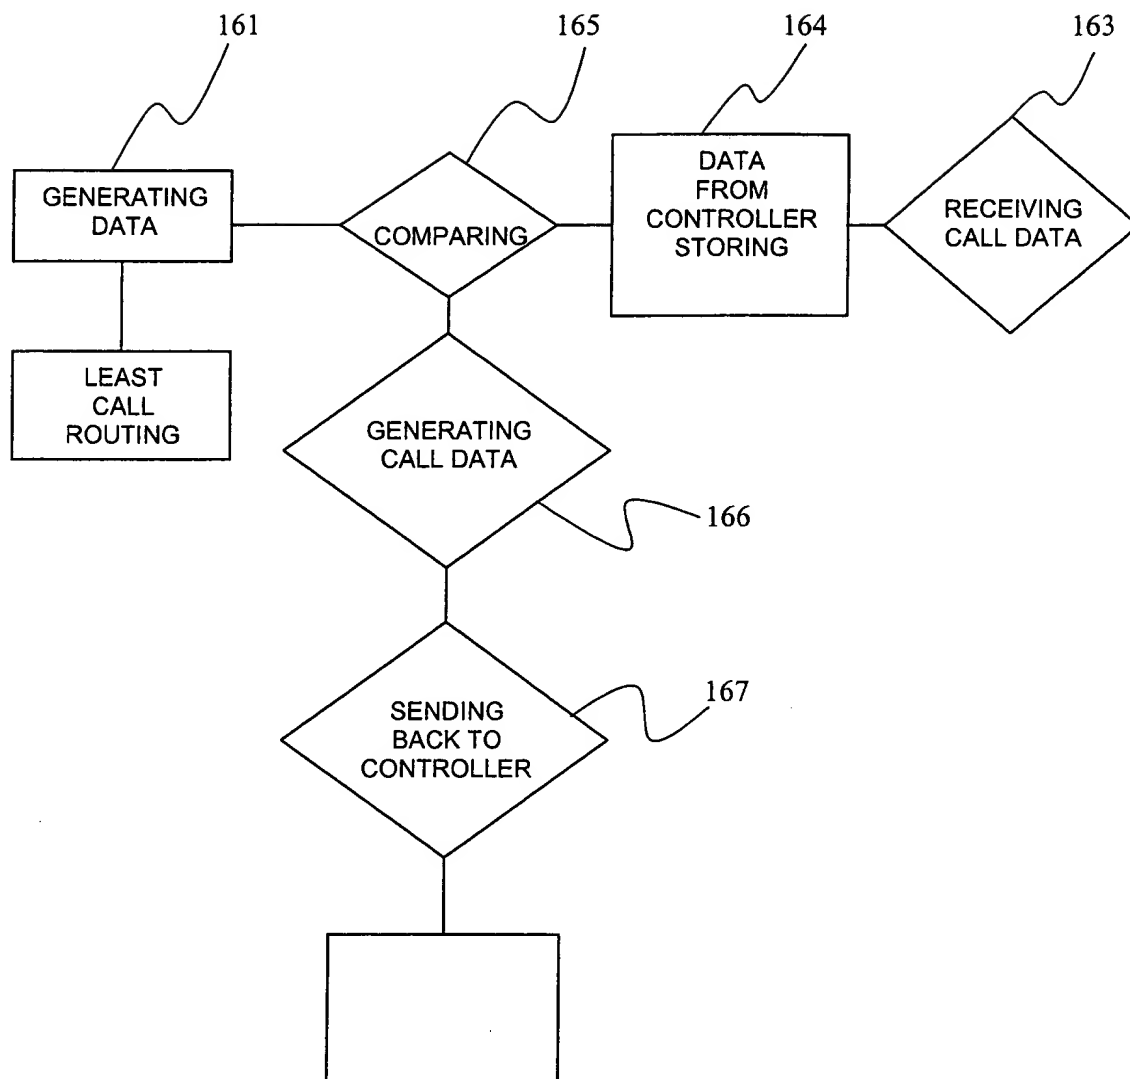 161
165
164
163
GENERATING
DATA
COMPARING
DATA
FROM
CONTROLLER
STORING
RECEIVING
CALL DATA
LEAST
CALL
ROUTING
GENERATING
CALL DATA
166
167
SENDING
BACK TO
CONTROLLER